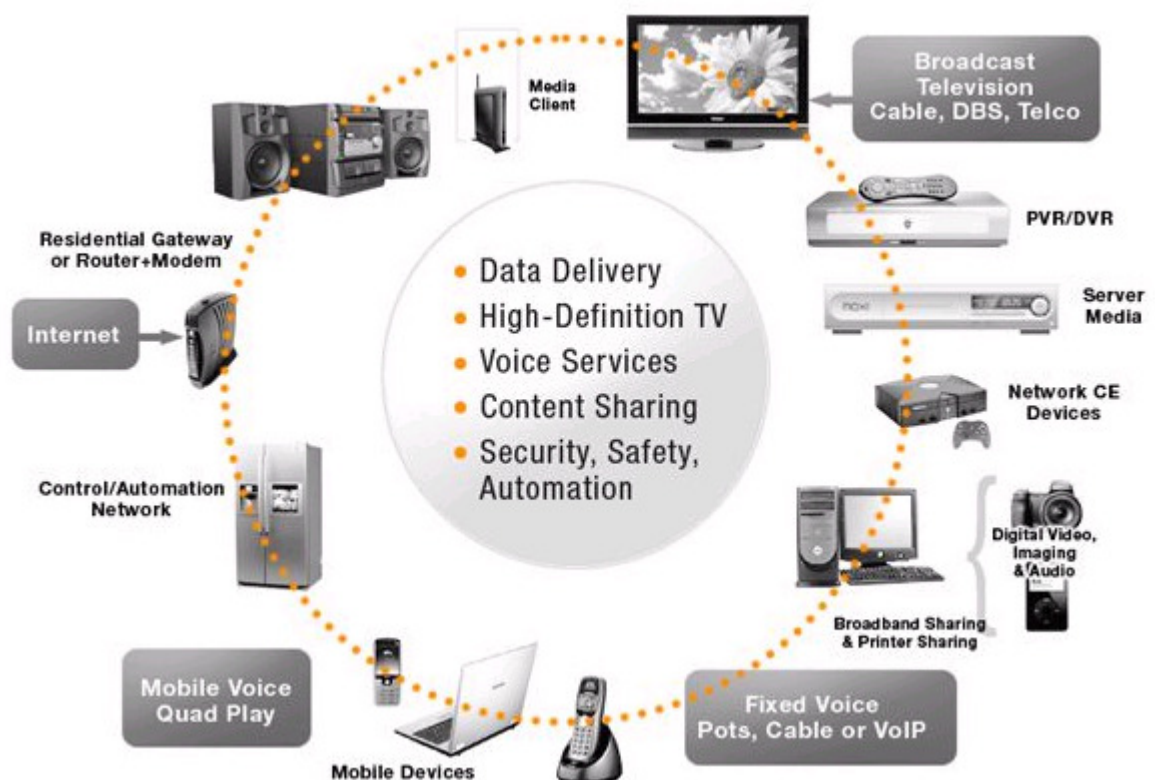 Media
Client
Broadcast
Television
Cable, DBS, Telco
PVR/DVR
Residential Gateway
or Router+Modem
Internet
• Data Delivery
• High-Definition TV
• Voice Services
• Content Sharing
• Security, Safety,
Automation
moxi
Server
Media
Network CE
Devices
Control/Automation
Network
Digital Video,
Imaging
& Audio
Broadband Sharing
& Printer Sharing
Mobile Voice
Quad Play
Fixed Voice
Pots, Cable or VoIP
Mobile Devices